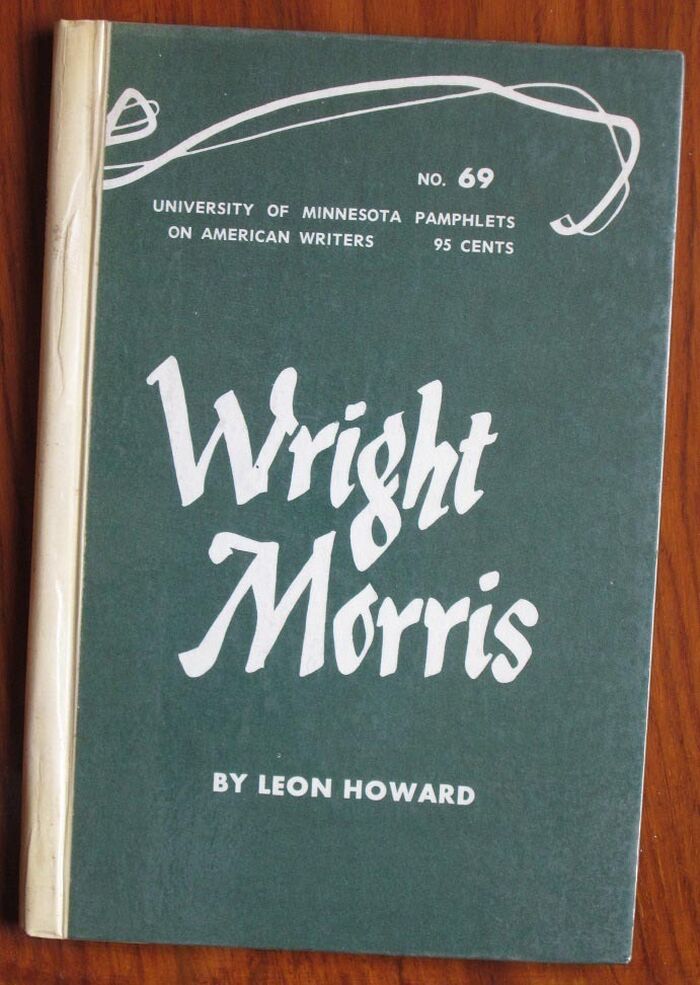 NO. 69
UNIVERSITY OF MINNESOTA PAMPHLETS
ON AMERICAN WRITERS 95 CENTS
Wright
Morris
BY LEON HOWARD